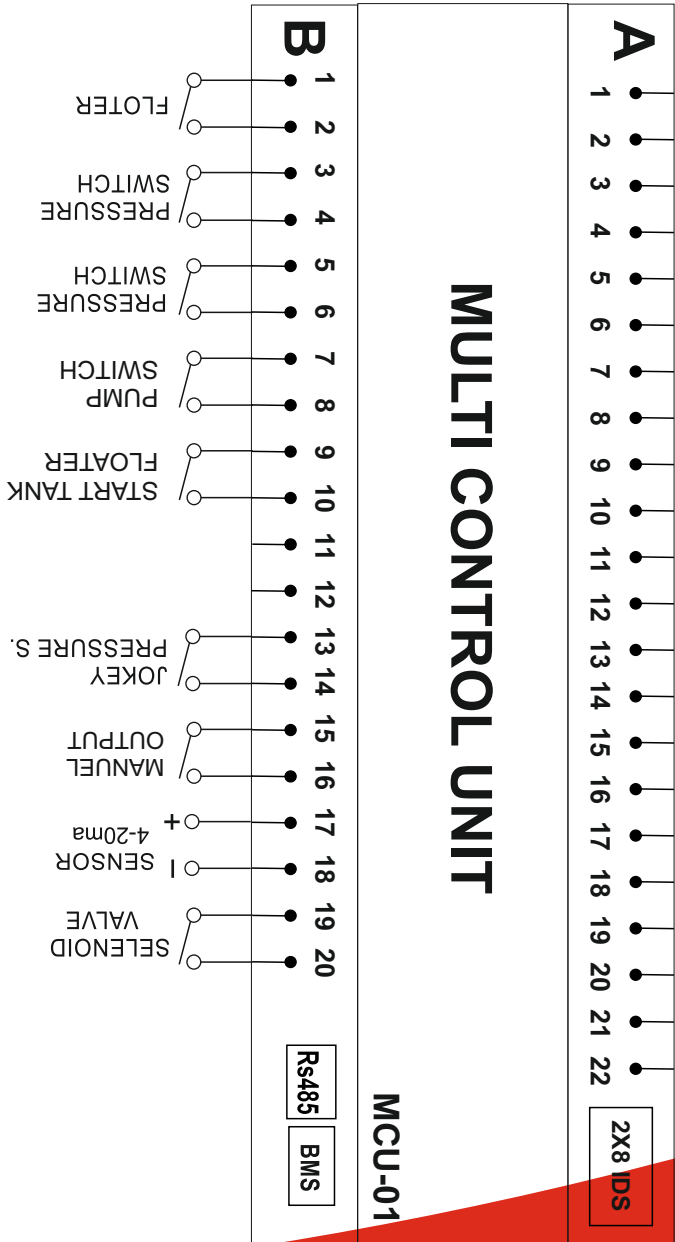 A
1
2
3
4
5
6
7
8
9
10
11
12
13
14
15
16
17
18
19
20
21
22
2X8 IDS
MULTI CONTROL UNIT
MCU-01
B
1
2
3
4
5
6
7
8
9
10
11
12
13
14
15
16
17
18
19
20
Rs485
BMS
FLOTER
PRESSURE
SWITCH
PRESSURE
SWITCH
PUMP
SWITCH
START TANK
FLOATER
JOKEY
PRESSURE S.
MANUEL
OUTPUT
+
–
SENSOR
4-20ma
SELENOID
VALVE